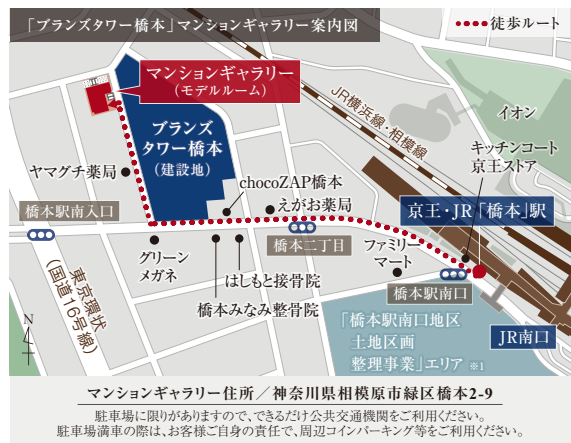 「ブランズタワー橋本」マンションギャラリー案内図
徒歩ルート
マンションギャラリー
（モデルルーム）
JR横浜線・相模線
イオン
ブランズ
タワー橋本
（建設地）
キッチンコート
京王ストア
ヤマグチ薬局
chocoZAP橋本
えがお薬局
京王・JR「橋本」駅
橋本駅南入口
橋本二丁目
ファミリー
マート
グリーン
メガネ
はしもと接骨院
橋本みなみ整骨院
橋本駅南口
東京環状
（国道16号線）
「橋本駅南口地区
土地区画
整理事業」エリア ※1
JR南口
N
マンションギャラリー住所／神奈川県相模原市緑区橋本2-9
駐車場に限りがありますので、できるだけ公共交通機関をご利用ください。
駐車場満車の際は、お客様ご自身の責任で、周辺コインパーキング等をご利用ください。